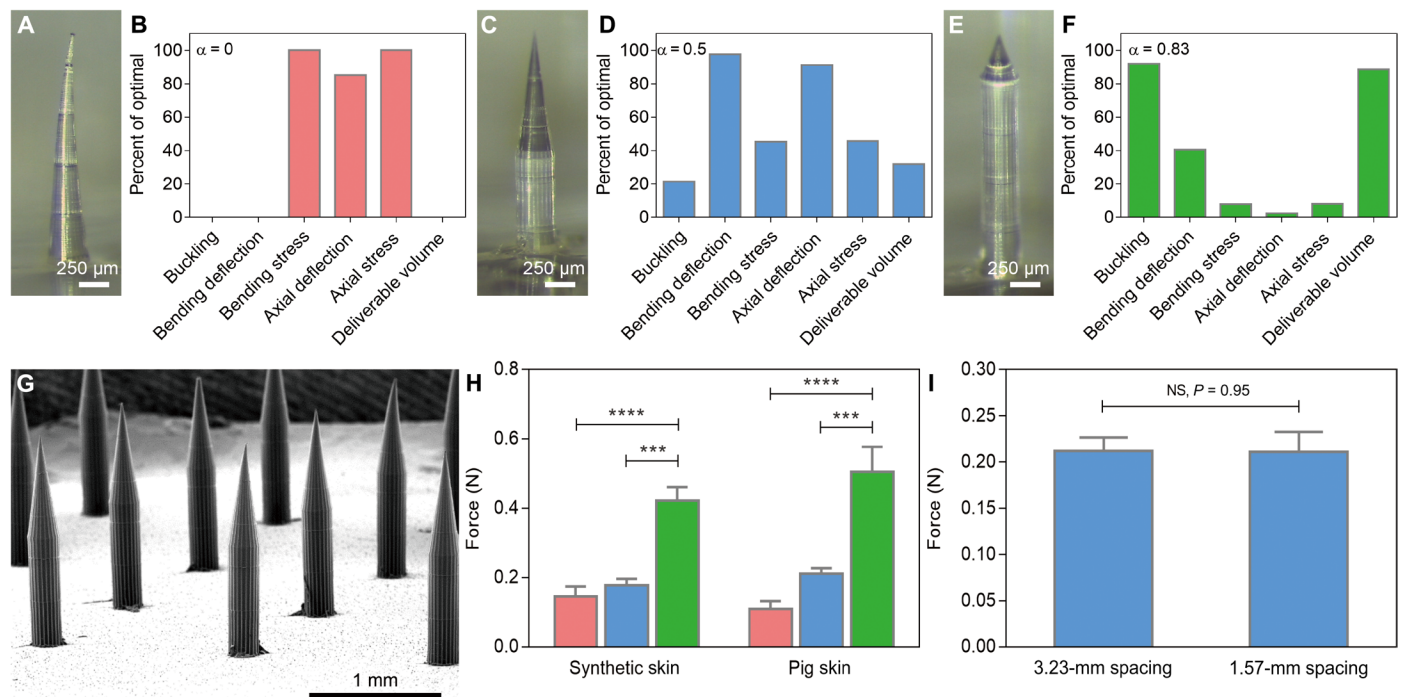 A
250 µm
B
Percent of optimal
100
80
60
40
20
0
α = 0
Buckling
Bending deflection
Bending stress
Axial deflection
Axial stress
Deliverable volume
C
250 µm
D
Percent of optimal
100
80
60
40
20
0
α = 0.5
Buckling
Bending deflection
Bending stress
Axial deflection
Axial stress
Deliverable volume
E
250 µm
F
Percent of optimal
100
80
60
40
20
0
α = 0.83
Buckling
Bending deflection
Bending stress
Axial deflection
Axial stress
Deliverable volume
G
1 mm
H
Force (N)
0.8
0.6
0.4
0.2
0.0
****
***
****
***
Synthetic skin
Pig skin
I
Force (N)
0.30
0.25
0.20
0.15
0.10
0.05
0.00
NS, P = 0.95
3.23-mm spacing
1.57-mm spacing